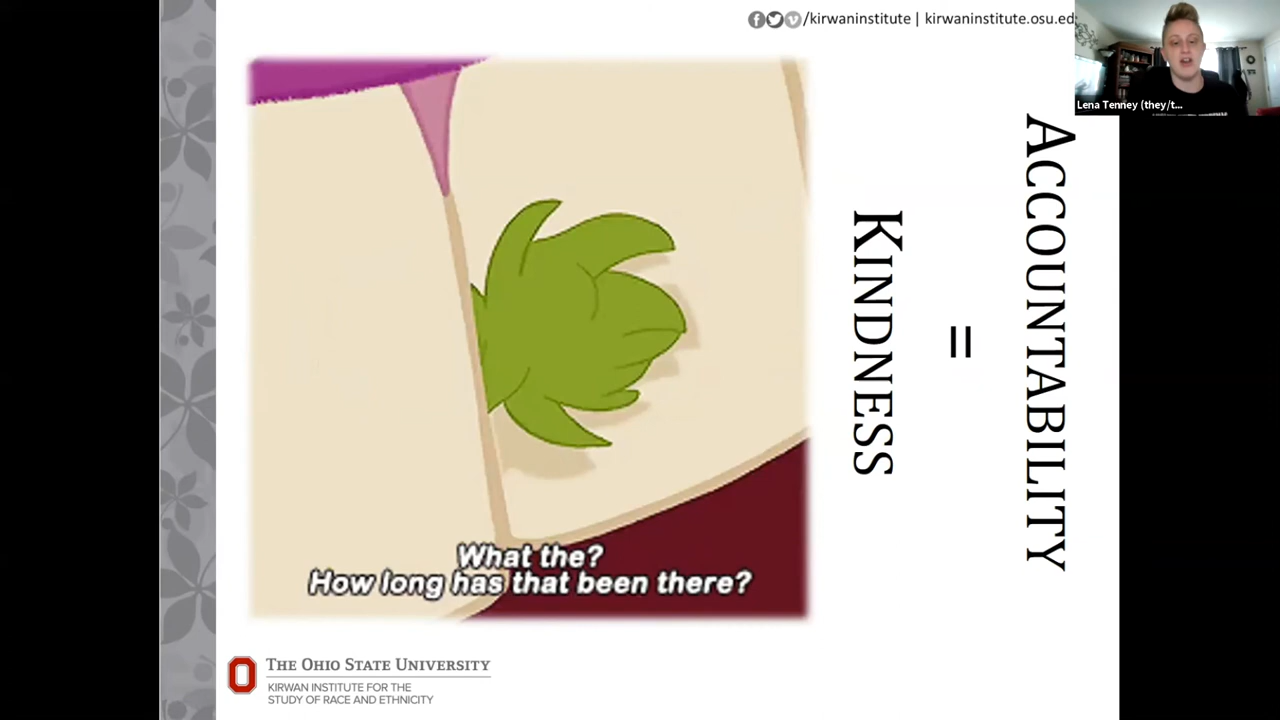 /kirwaninstitute | kirwaninstitute.osu.ed
Lena Tenney (they/t...
ACCOUNTABILITY
=
KINDNESS
What the?
How long has that been there?
THE OHIO STATE UNIVERSITY
KIRWAN INSTITUTE FOR THE
STUDY OF RACE AND ETHNICITY